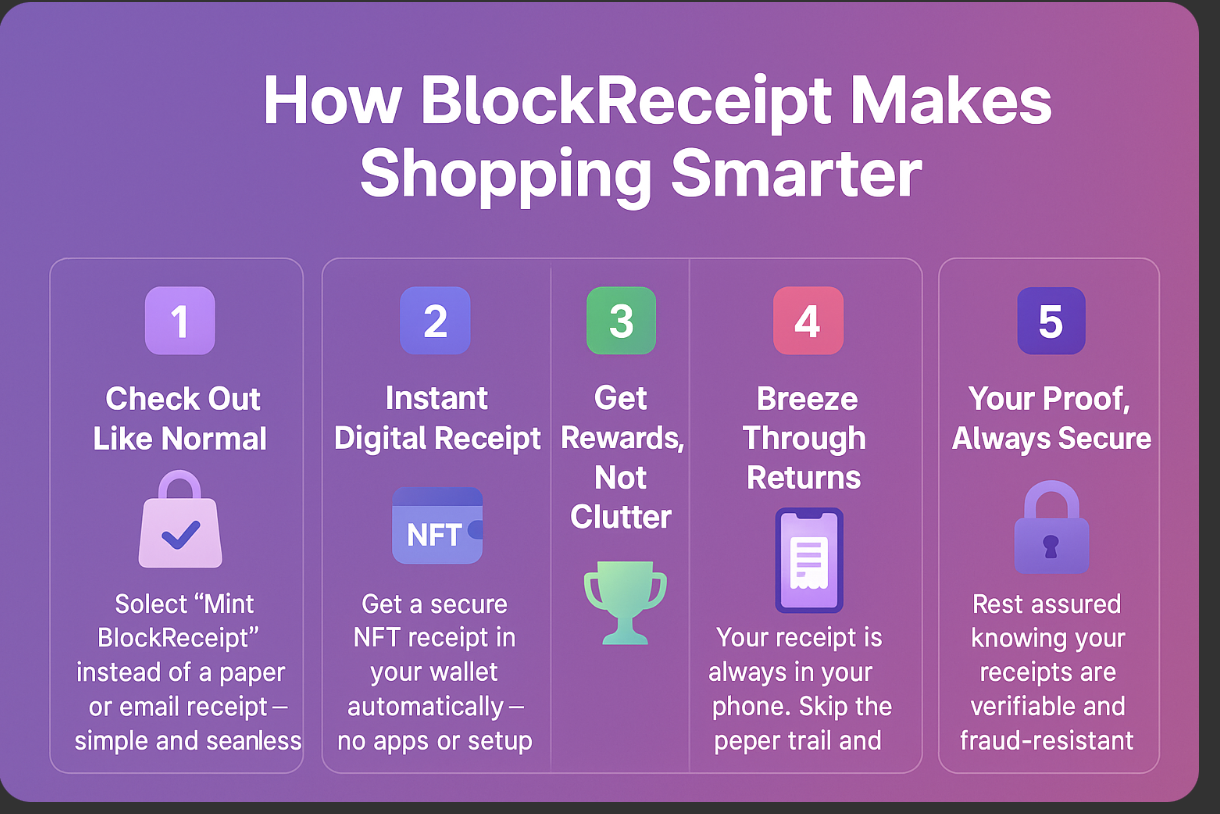 How BlockReceipt Makes
Shopping Smarter
1
Check Out
Like Normal
Solect “Mint
BlockReceipt”
instead of a paper
or email receipt –
simple and seanless
2
Instant
Digital Receipt
NFT
Get a secure
NFT receipt in
your wallet
automatically –
no apps or setup
3
Get
Rewards,
Not
Clutter
4
Breeze
Through
Returns
Your receipt is
always in your
phone. Skip the
peper trail and
5
Your Proof,
Always Secure
Rest assured
knowing your
receipts are
verifiable and
fraud-resistant